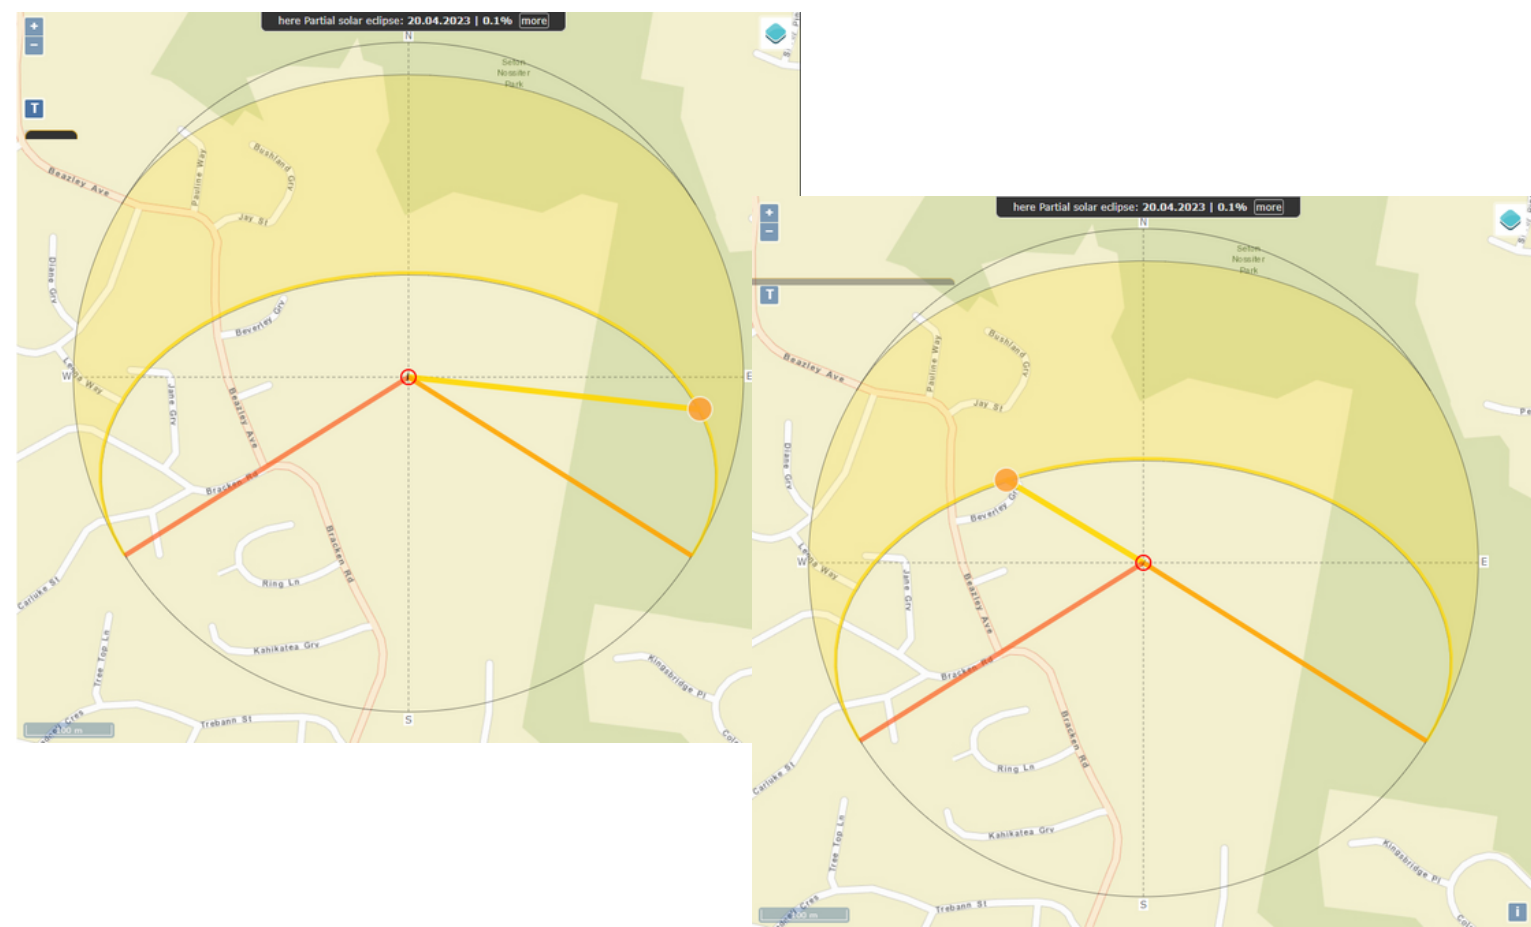 here Partial solar eclipse: 20.04.2023 | 0.1% more
+
−
N
Seton
Nossiter
Park
T
Beazley Ave
Pauline Way
Bushland Grv
Jay St
Diane Grv
Beverley Grv
W
E
Leona Way
Jane Grv
Beazley Ave
Bracken Rd
Bracken Rd
Ring Ln
Carluke St
Tree Top Ln
Kahikatea Grv
Kingsbridge Pl
S
Trebann St
100 m
here Partial solar eclipse: 20.04.2023 | 0.1% more
+
−
N
Seton
Nossiter
Park
T
Beazley Ave
Pauline Way
Bushland Grv
Jay St
Diane Grv
Beverley Gr
W
E
Leona Way
Jane Grv
Beazley Ave
Bracken Rd
Bracken Rd
Ring Ln
Carluke St
Tree Top Ln
Kahikatea Grv
Kingsbridge Pl
S
Trebann St
100 m
i